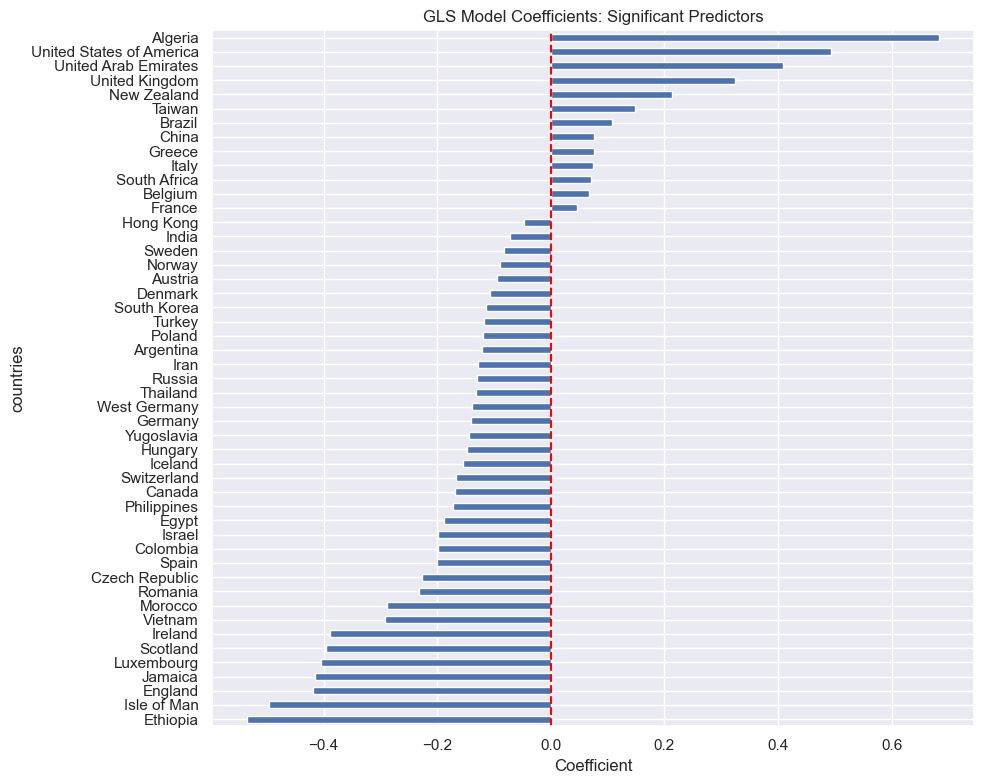 GLS Model Coefficients: Significant Predictors
Algeria
United States of America
United Arab Emirates
United Kingdom
New Zealand
Taiwan
Brazil
China
Greece
Italy
South Africa
Belgium
France
Hong Kong
India
Sweden
Norway
Austria
Denmark
South Korea
Turkey
Poland
Argentina
Iran
Russia
Thailand
West Germany
Germany
Yugoslavia
Hungary
Iceland
Switzerland
Canada
Philippines
Egypt
Israel
Colombia
Spain
Czech Republic
Romania
Morocco
Vietnam
Ireland
Scotland
Luxembourg
Jamaica
England
Isle of Man
Ethiopia
countries
−0.4 −0.2 0.0 0.2 0.4 0.6
Coefficient